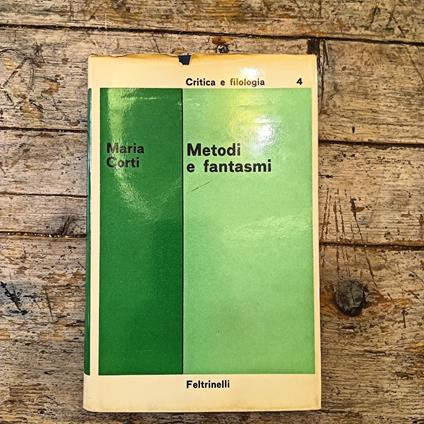 Critica e filologia 4
Maria
Corti
Metodi
e fantasmi
Feltrinelli